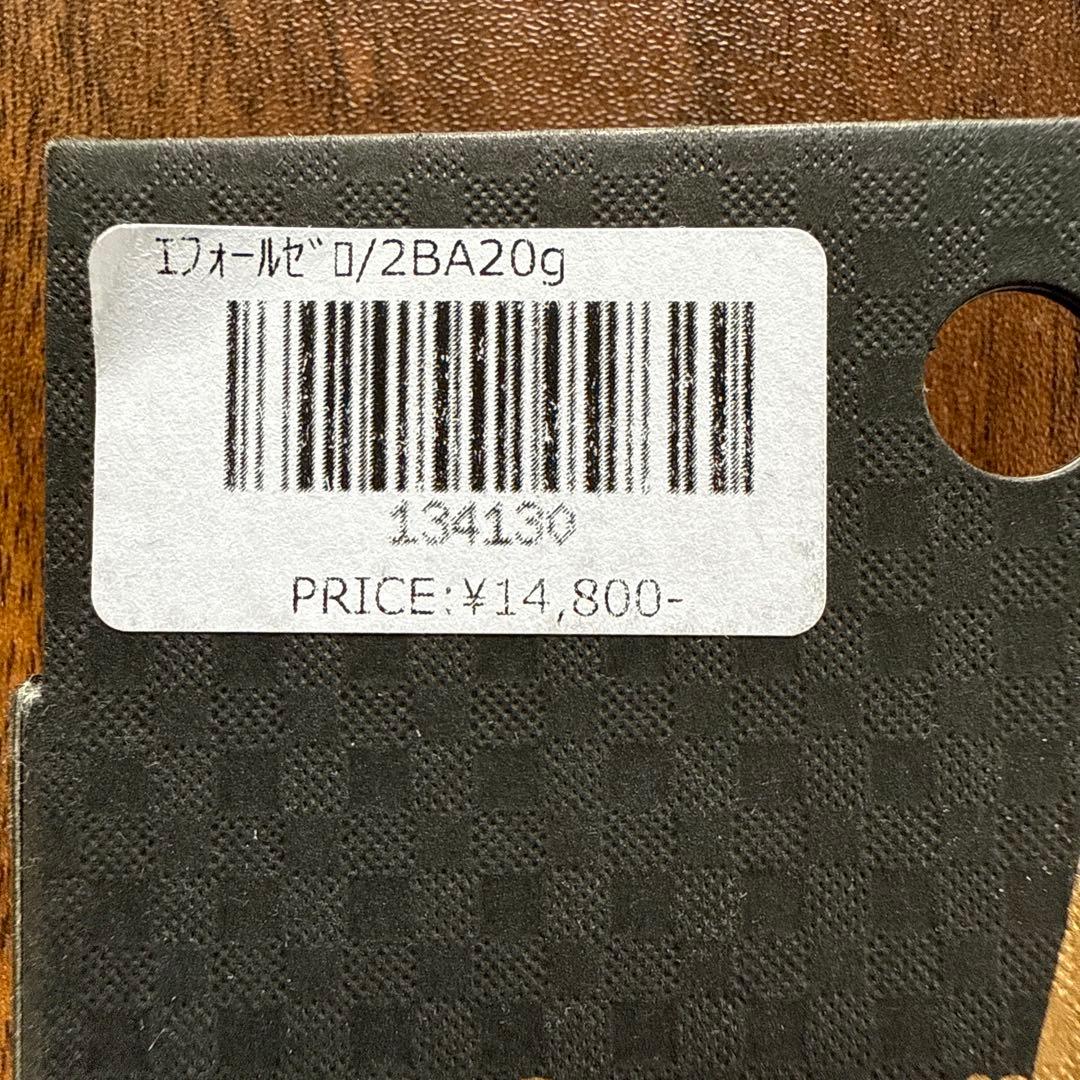 ｴﾌｫｰﾙｾﾞﾛ/2BA20g
134130
PRICE:¥14,800-